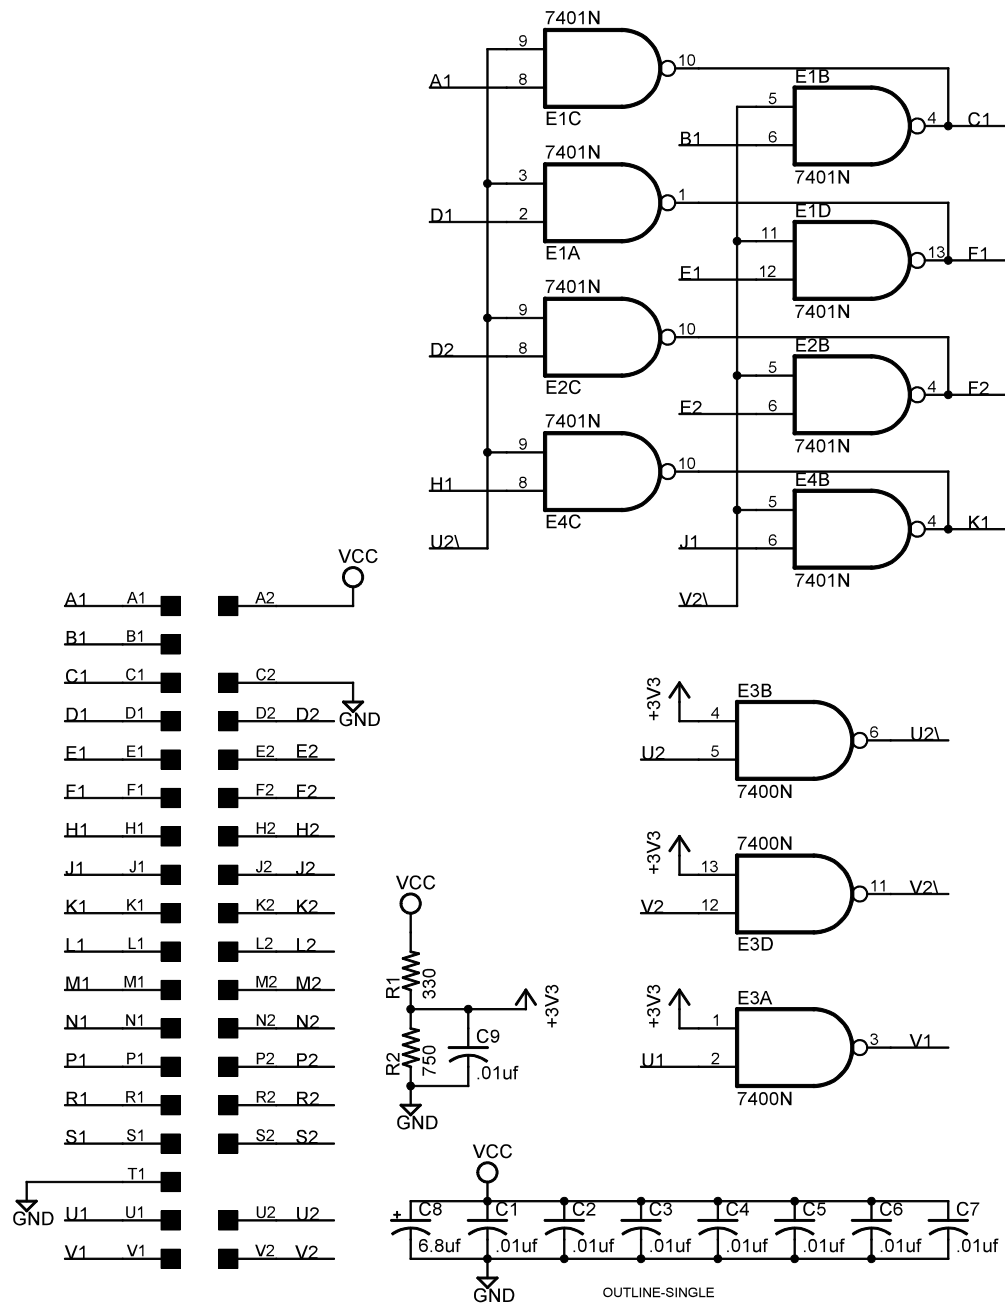 7401N
9
10
A1
8
E1C
E1B
5
4
C1
B1
6
7401N
7401N
3
1
D1
2
E1A
E1D
11
13
F1
E1
12
7401N
7401N
9
10
D2
8
E2C
E2B
5
4
F2
E2
6
7401N
7401N
9
10
H1
8
E4C
E4B
5
4
K1
U2\
J1
6
7401N
V2\
VCC
A1 A1 A2
B1 B1
C1 C1 C2
GND
D1 D1 D2 D2
E1 E1 E2 E2
F1 F1 F2 F2
H1 H1 H2 H2
J1 J1 J2 J2
K1 K1 K2 K2
L1 L1 L2 L2
M1 M1 M2 M2
N1 N1 N2 N2
P1 P1 P2 P2
R1 R1 R2 R2
S1 S1 S2 S2
T1
GND
U1 U1 U2 U2
V1 V1 V2 V2
+3V3
E3B
4
6
U2\
U2
5
7400N
+3V3
7400N
13
11
V2\
V2
12
E3D
+3V3
E3A
1
3
V1
U1
2
7400N
VCC
R1
330
+3V3
R2
750
C9
.01uf
GND
VCC
+ C8 C1 C2 C3 C4 C5 C6 C7
6.8uf .01uf .01uf .01uf .01uf .01uf .01uf .01uf
GND
OUTLINE-SINGLE